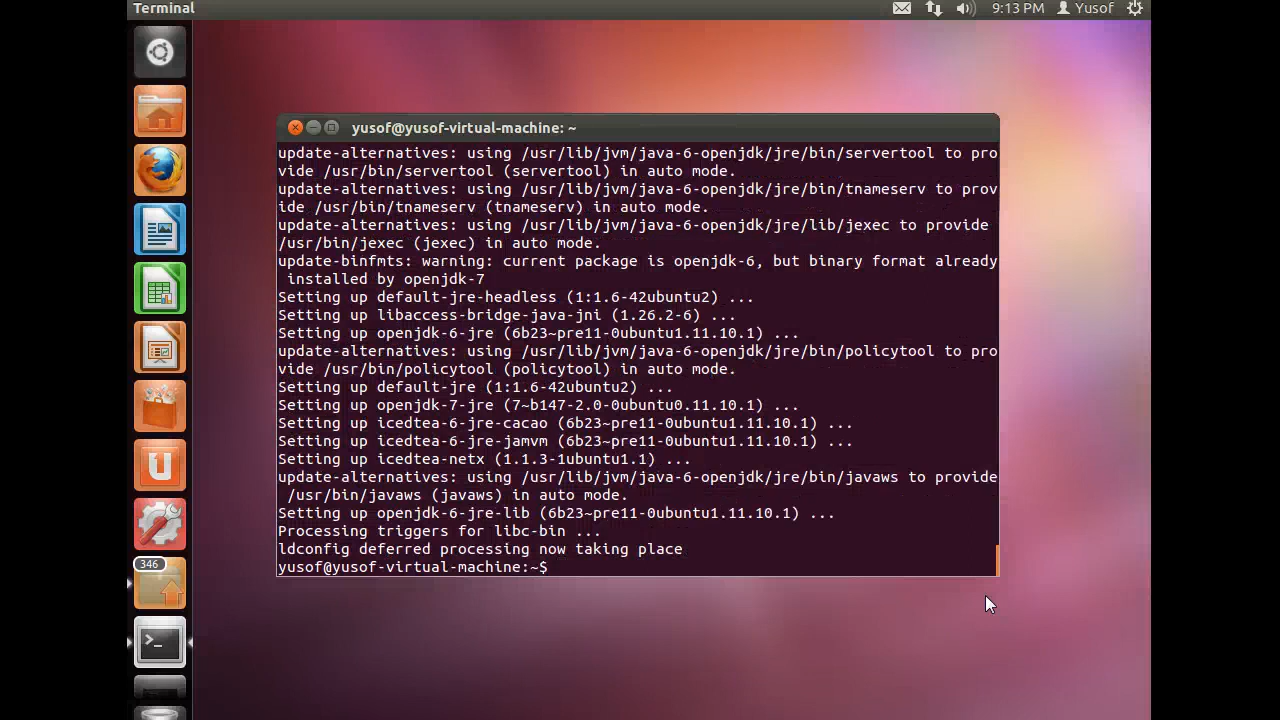 Terminal
9:13 PM Yusof
yusof@yusof-virtual-machine: ~
update-alternatives: using /usr/lib/jvm/java-6-openjdk/jre/bin/servertool to pro
vide /usr/bin/servertool (servertool) in auto mode.
update-alternatives: using /usr/lib/jvm/java-6-openjdk/jre/bin/tnameserv to prov
ide /usr/bin/tnameserv (tnameserv) in auto mode.
update-alternatives: using /usr/lib/jvm/java-6-openjdk/jre/lib/jexec to provide
/usr/bin/jexec (jexec) in auto mode.
update-binfmts: warning: current package is openjdk-6, but binary format already
 installed by openjdk-7
Setting up default-jre-headless (1:1.6-42ubuntu2) ...
Setting up libaccess-bridge-java-jni (1.26.2-6) ...
Setting up openjdk-6-jre (6b23~pre11-0ubuntu1.11.10.1) ...
update-alternatives: using /usr/lib/jvm/java-6-openjdk/jre/bin/policytool to pro
vide /usr/bin/policytool (policytool) in auto mode.
Setting up default-jre (1:1.6-42ubuntu2) ...
Setting up openjdk-7-jre (7~b147-2.0-0ubuntu0.11.10.1) ...
Setting up icedtea-6-jre-cacao (6b23~pre11-0ubuntu1.11.10.1) ...
Setting up icedtea-6-jre-jamvm (6b23~pre11-0ubuntu1.11.10.1) ...
Setting up icedtea-netx (1.1.3-1ubuntu1.1) ...
update-alternatives: using /usr/lib/jvm/java-6-openjdk/jre/bin/javaws to provide
 /usr/bin/javaws (javaws) in auto mode.
Setting up openjdk-6-jre-lib (6b23~pre11-0ubuntu1.11.10.1) ...
Processing triggers for libc-bin ...
ldconfig deferred processing now taking place
yusof@yusof-virtual-machine:~$
346